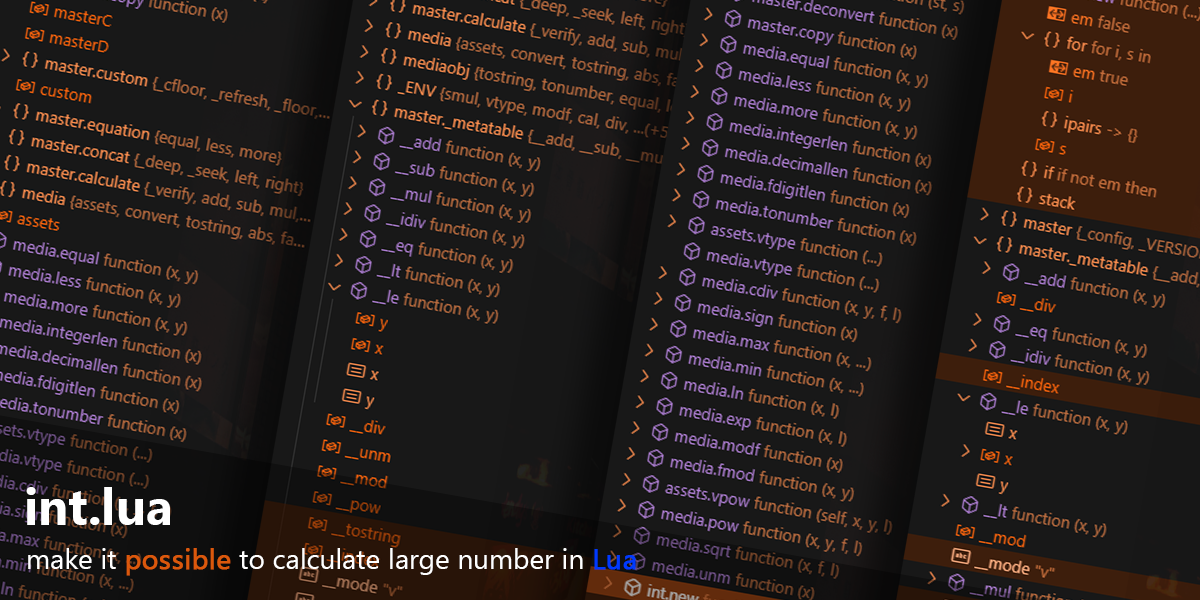 copy function (x)
masterC
masterD
master.custom {_cfloor, _refresh, _floor,...
custom
master.equation {equal, less, more}
master.concat {_deep, _seek, left, right}
master.calculate {_verify, add, sub, mul,...
media {assets, convert, tostring, abs, fa...
assets
media.equal function (x, y)
media.less function (x, y)
media.more function (x, y)
media.integerlen function (x)
media.decimallen function (x)
media.fdigitlen function (x)
media.tonumber function (x)
assets.vtype function (...)
media.vtype function (...)
{_deep, _seek, left, right
master.calculate {_verify, add, sub, mul
media {assets, convert, tostring, abs, fa
mediaobj {tostring, tonumber, equal, l
_ENV {smul, vtype, modf, cal, div, ...(+5
master._metatable {__add, __sub, __mu
__add function (x, y)
__sub function (x, y)
__mul function (x, y)
__idiv function (x, y)
__eq function (x, y)
__lt function (x, y)
__le function (x, y)
y
x
x
y
__div
__unm
__mod
__pow
__tostring
__mode "v"
master.deconvert function (x)
master.copy function (x)
media.equal function (x, y)
media.less function (x, y)
media.more function (x, y)
media.integerlen function (x)
media.decimallen function (x)
media.fdigitlen function (x)
media.tonumber function (x)
assets.vtype function (...)
media.vtype function (...)
media.cdiv function (x, y, f, l)
media.sign function (x)
media.max function (x, ...)
media.min function (x, ...)
media.ln function (x, l)
media.exp function (x, l)
media.modf function (x)
media.fmod function (x, y)
assets.vpow function (self, x, y, l)
media.pow function (x, y, f, l)
media.sqrt function (x, f, l)
media.unm function (x)
int.new
em false
{} for for i, s in
em true
i
{} ipairs -> {}
s
{} if if not em then
{} stack
{} master {_config, _VERSIO
{} master._metatable {__add,
__add function (x, y)
__div
__eq function (x, y)
__idiv function (x, y)
__index
__le function (x, y)
x
x
y
__lt function (x, y)
__mod
__mode "v"
__mul function (x, y)
int.lua
make it possible to calculate large number in Lua